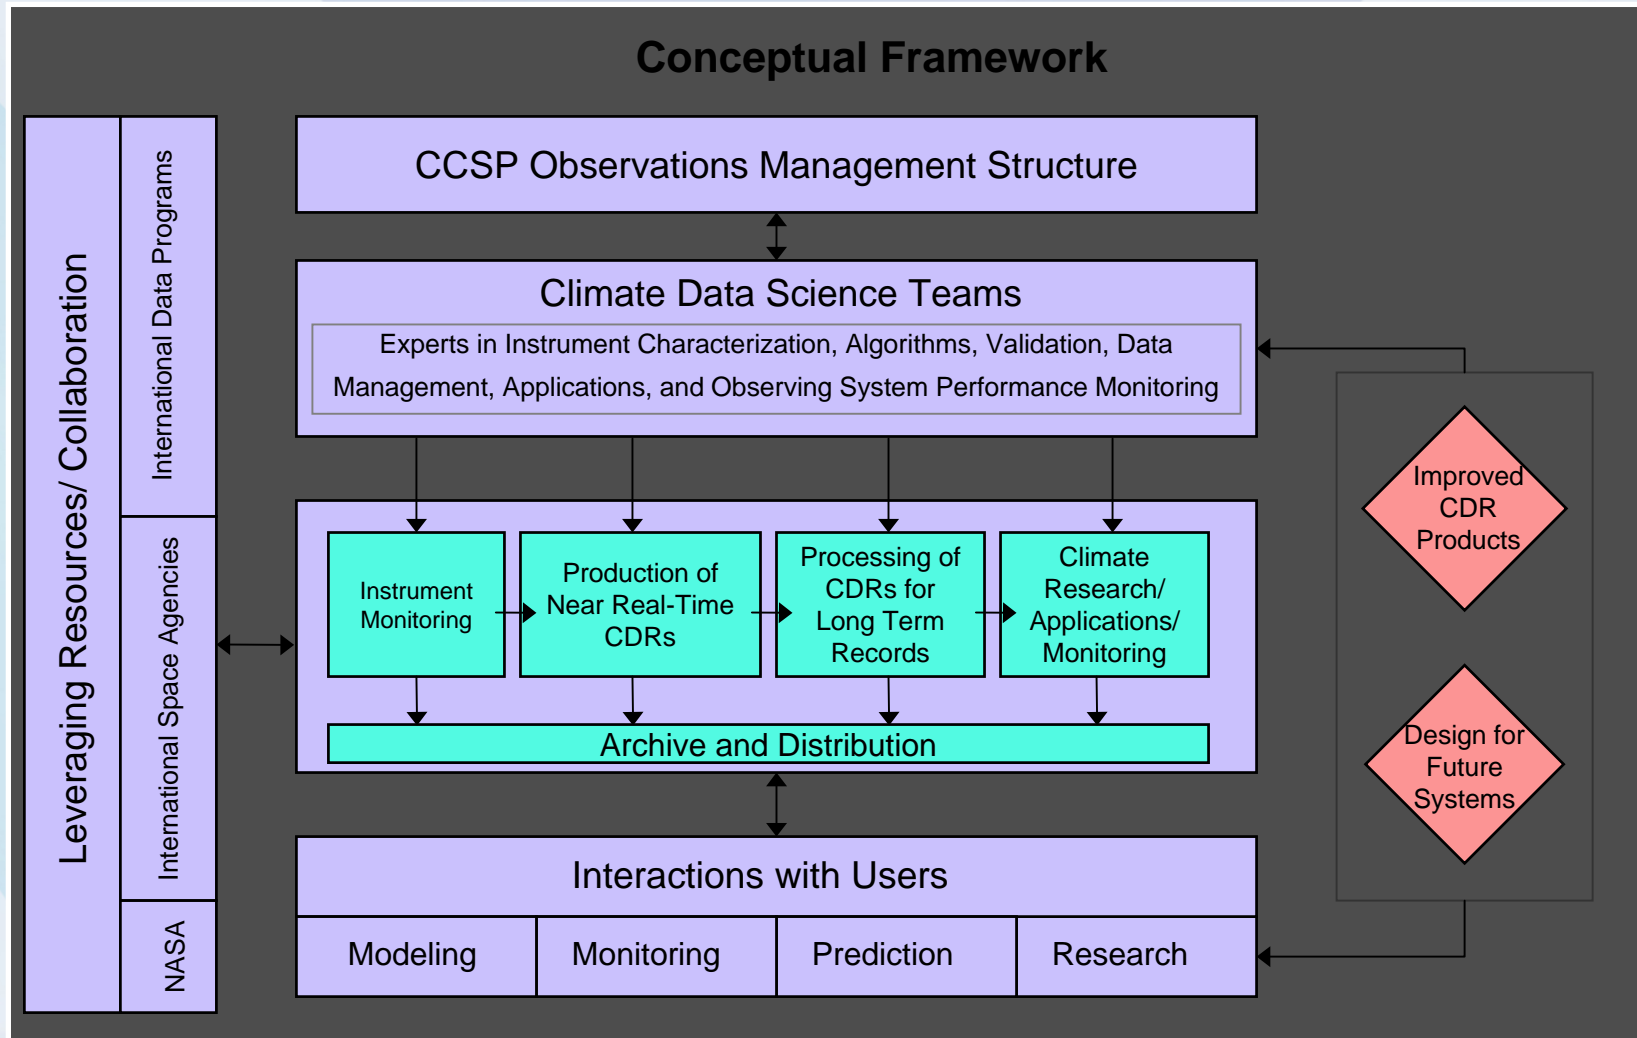 Conceptual Framework
Leveraging Resources/ Collaboration
International Data Programs
International Space Agencies
NASA
CCSP Observations Management Structure
Climate Data Science Teams
Experts in Instrument Characterization, Algorithms, Validation, Data
Management, Applications, and Observing System Performance Monitoring
Instrument
Monitoring
Production of
Near Real-Time
CDRs
Processing of
CDRs for
Long Term
Records
Climate
Research/
Applications/
Monitoring
Archive and Distribution
Interactions with Users
Modeling
Monitoring
Prediction
Research
Improved
CDR
Products
Design for
Future
Systems